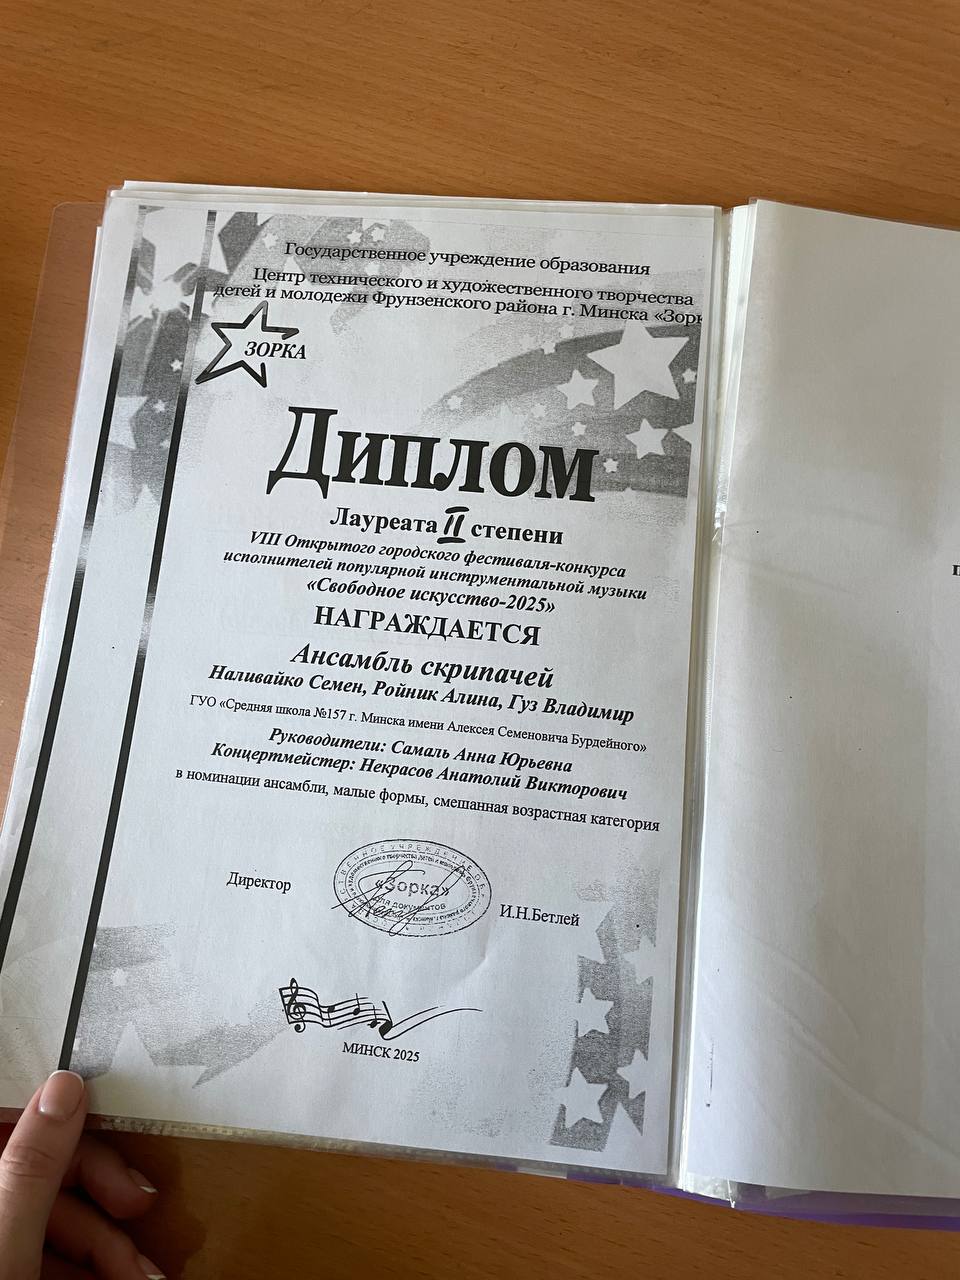 Государственное учреждение образования
Центр технического и художественного творчества
детей и молодежи Фрунзенского района г. Минска «Зорк
ЗОРКА
Диплом
Лауреата II степени
VIII Открытого городского фестиваля-конкурса
исполнителей популярной инструментальной музыки
«Свободное искусство-2025»
НАГРАЖДАЕТСЯ
Ансамбль скрипачей
Наливайко Семен, Ройник Алина, Гуз Владимир
ГУО «Средняя школа №157 г. Минска имени Алексея Семеновича Бурдейного»
Руководители: Самаль Анна Юрьевна
Концертмейстер: Некрасов Анатолий Викторович
в номинации ансамбли, малые формы, смешанная возрастная категория
Директор
«Зорка»
для документов
И.Н.Бетлей
МИНСК 2025